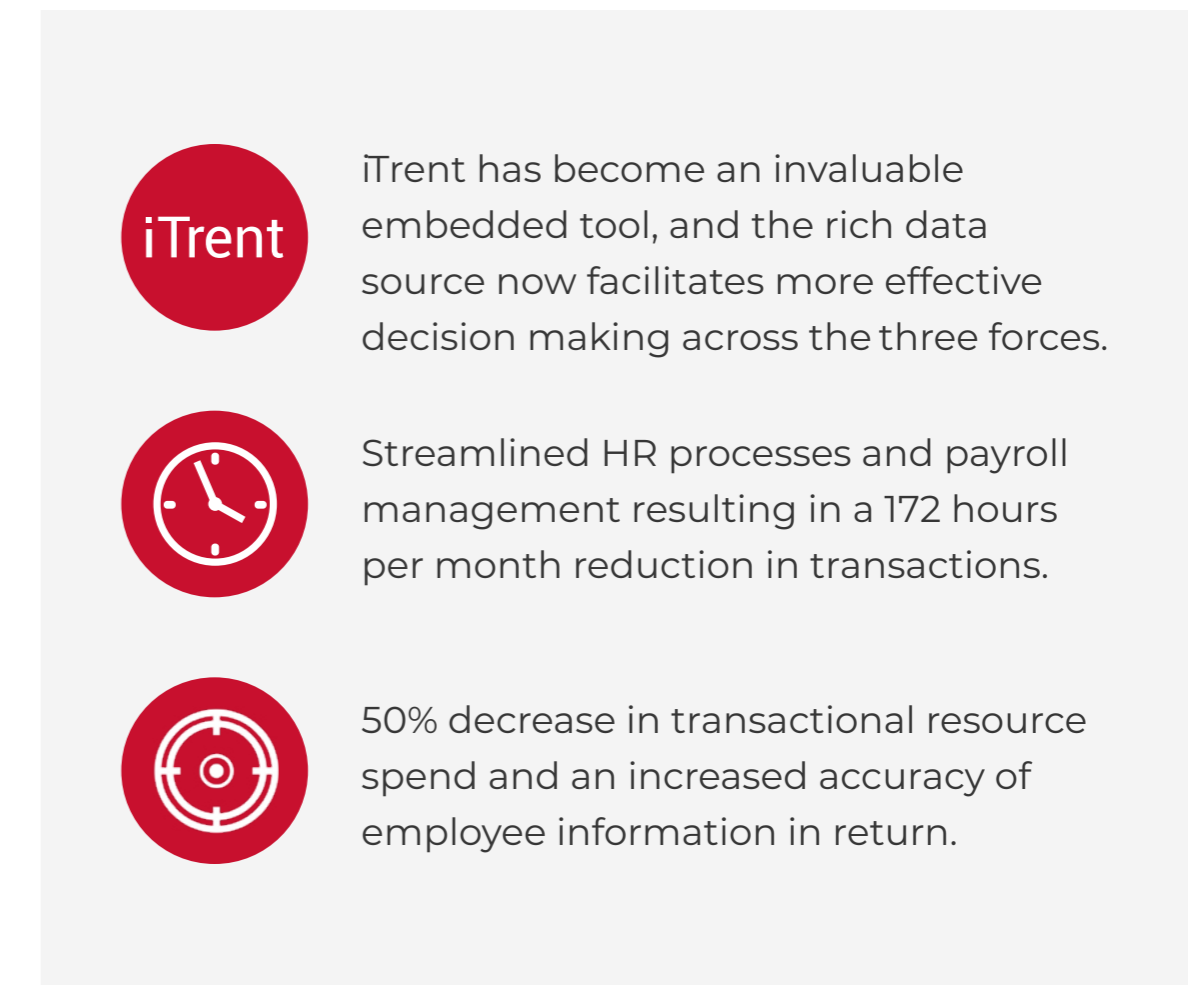 iTrent
iTrent has become an invaluable
embedded tool, and the rich data
source now facilitates more effective
decision making across the three forces.
Streamlined HR processes and payroll
management resulting in a 172 hours
per month reduction in transactions.
50% decrease in transactional resource
spend and an increased accuracy of
employee information in return.